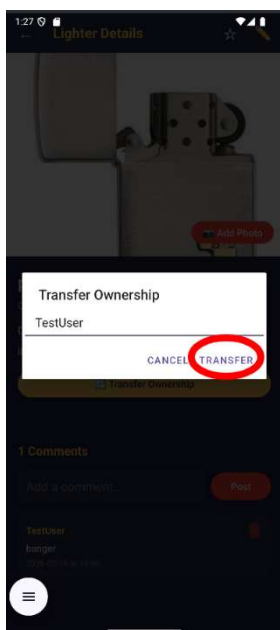 1:27
Lighter Details
Add Photo
Transfer Ownership
TestUser
CANCEL TRANSFER
Transfer Ownership
1 Comments
Add a comment...
Post
TestUser
banger